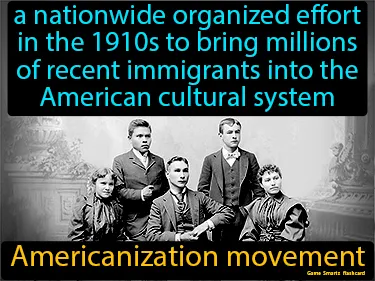 a nationwide organized effort
in the 1910s to bring millions
of recent immigrants into the
American cultural system
Americanization movement
Game Smartz flashcard